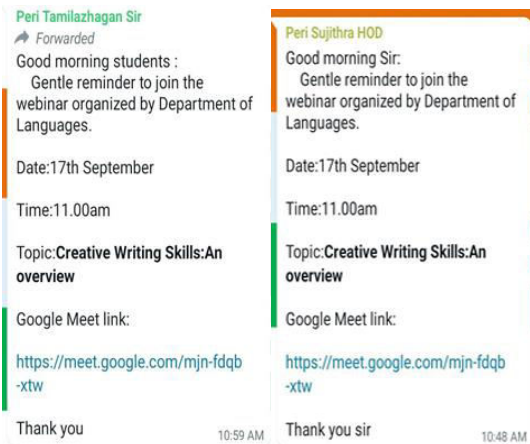 Peri Tamilazhagan Sir
Forwarded
Good morning students :
Gentle reminder to join the
webinar organized by Department of
Languages.
Date:17th September
Time:11.00am
Topic:Creative Writing Skills:An
overview
Google Meet link:
https://meet.google.com/mjn-fdqb
-xtw
Thank you
10:59 AM
Peri Sujithra HOD
Good morning Sir:
Gentle reminder to join the
webinar organized by Department of
Languages.
Date:17th September
Time:11.00am
Topic:Creative Writing Skills:An
overview
Google Meet link:
https://meet.google.com/mjn-fdqb
-xtw
Thank you sir
10:48 AM